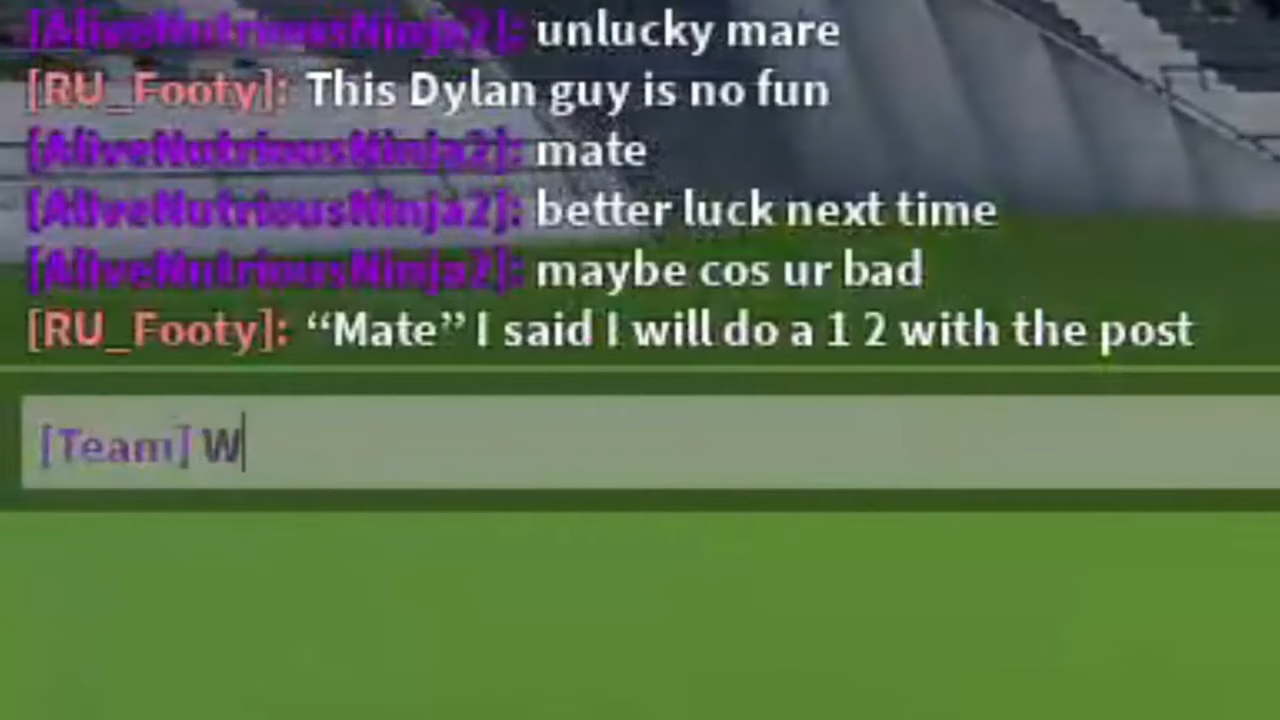 [AliveNutriousNinja2]: unlucky mare
[RU_Footy]: This Dylan guy is no fun
[AliveNutriousNinja2]: mate
[AliveNutriousNinja2]: better luck next time
[AliveNutriousNinja2]: maybe cos ur bad
[RU_Footy]: “Mate” I said I will do a 1 2 with the post
[Team] W